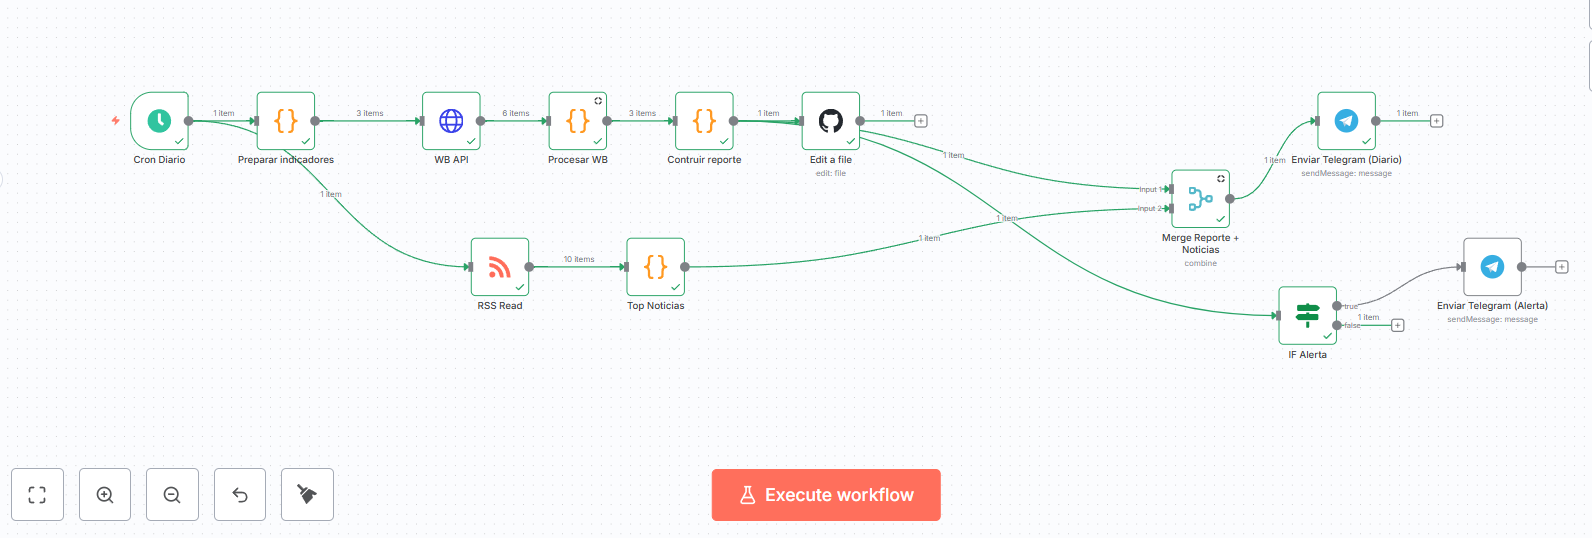 1 item
3 items
6 items
3 items
1 item
1 item
1 item
Cron Diario
Preparar indicadores
WB API
Procesar WB
Contruir reporte
Edit a file
edit: file
Enviar Telegram (Diario)
sendMessage: message
1 item
1 item
1 item
Input 1
Input 2
1 item
1 item
Merge Reporte +
Noticias
combine
10 items
RSS Read
Top Noticias
true
1 item
false
IF Alerta
Enviar Telegram (Alerta)
sendMessage: message
Execute workflow